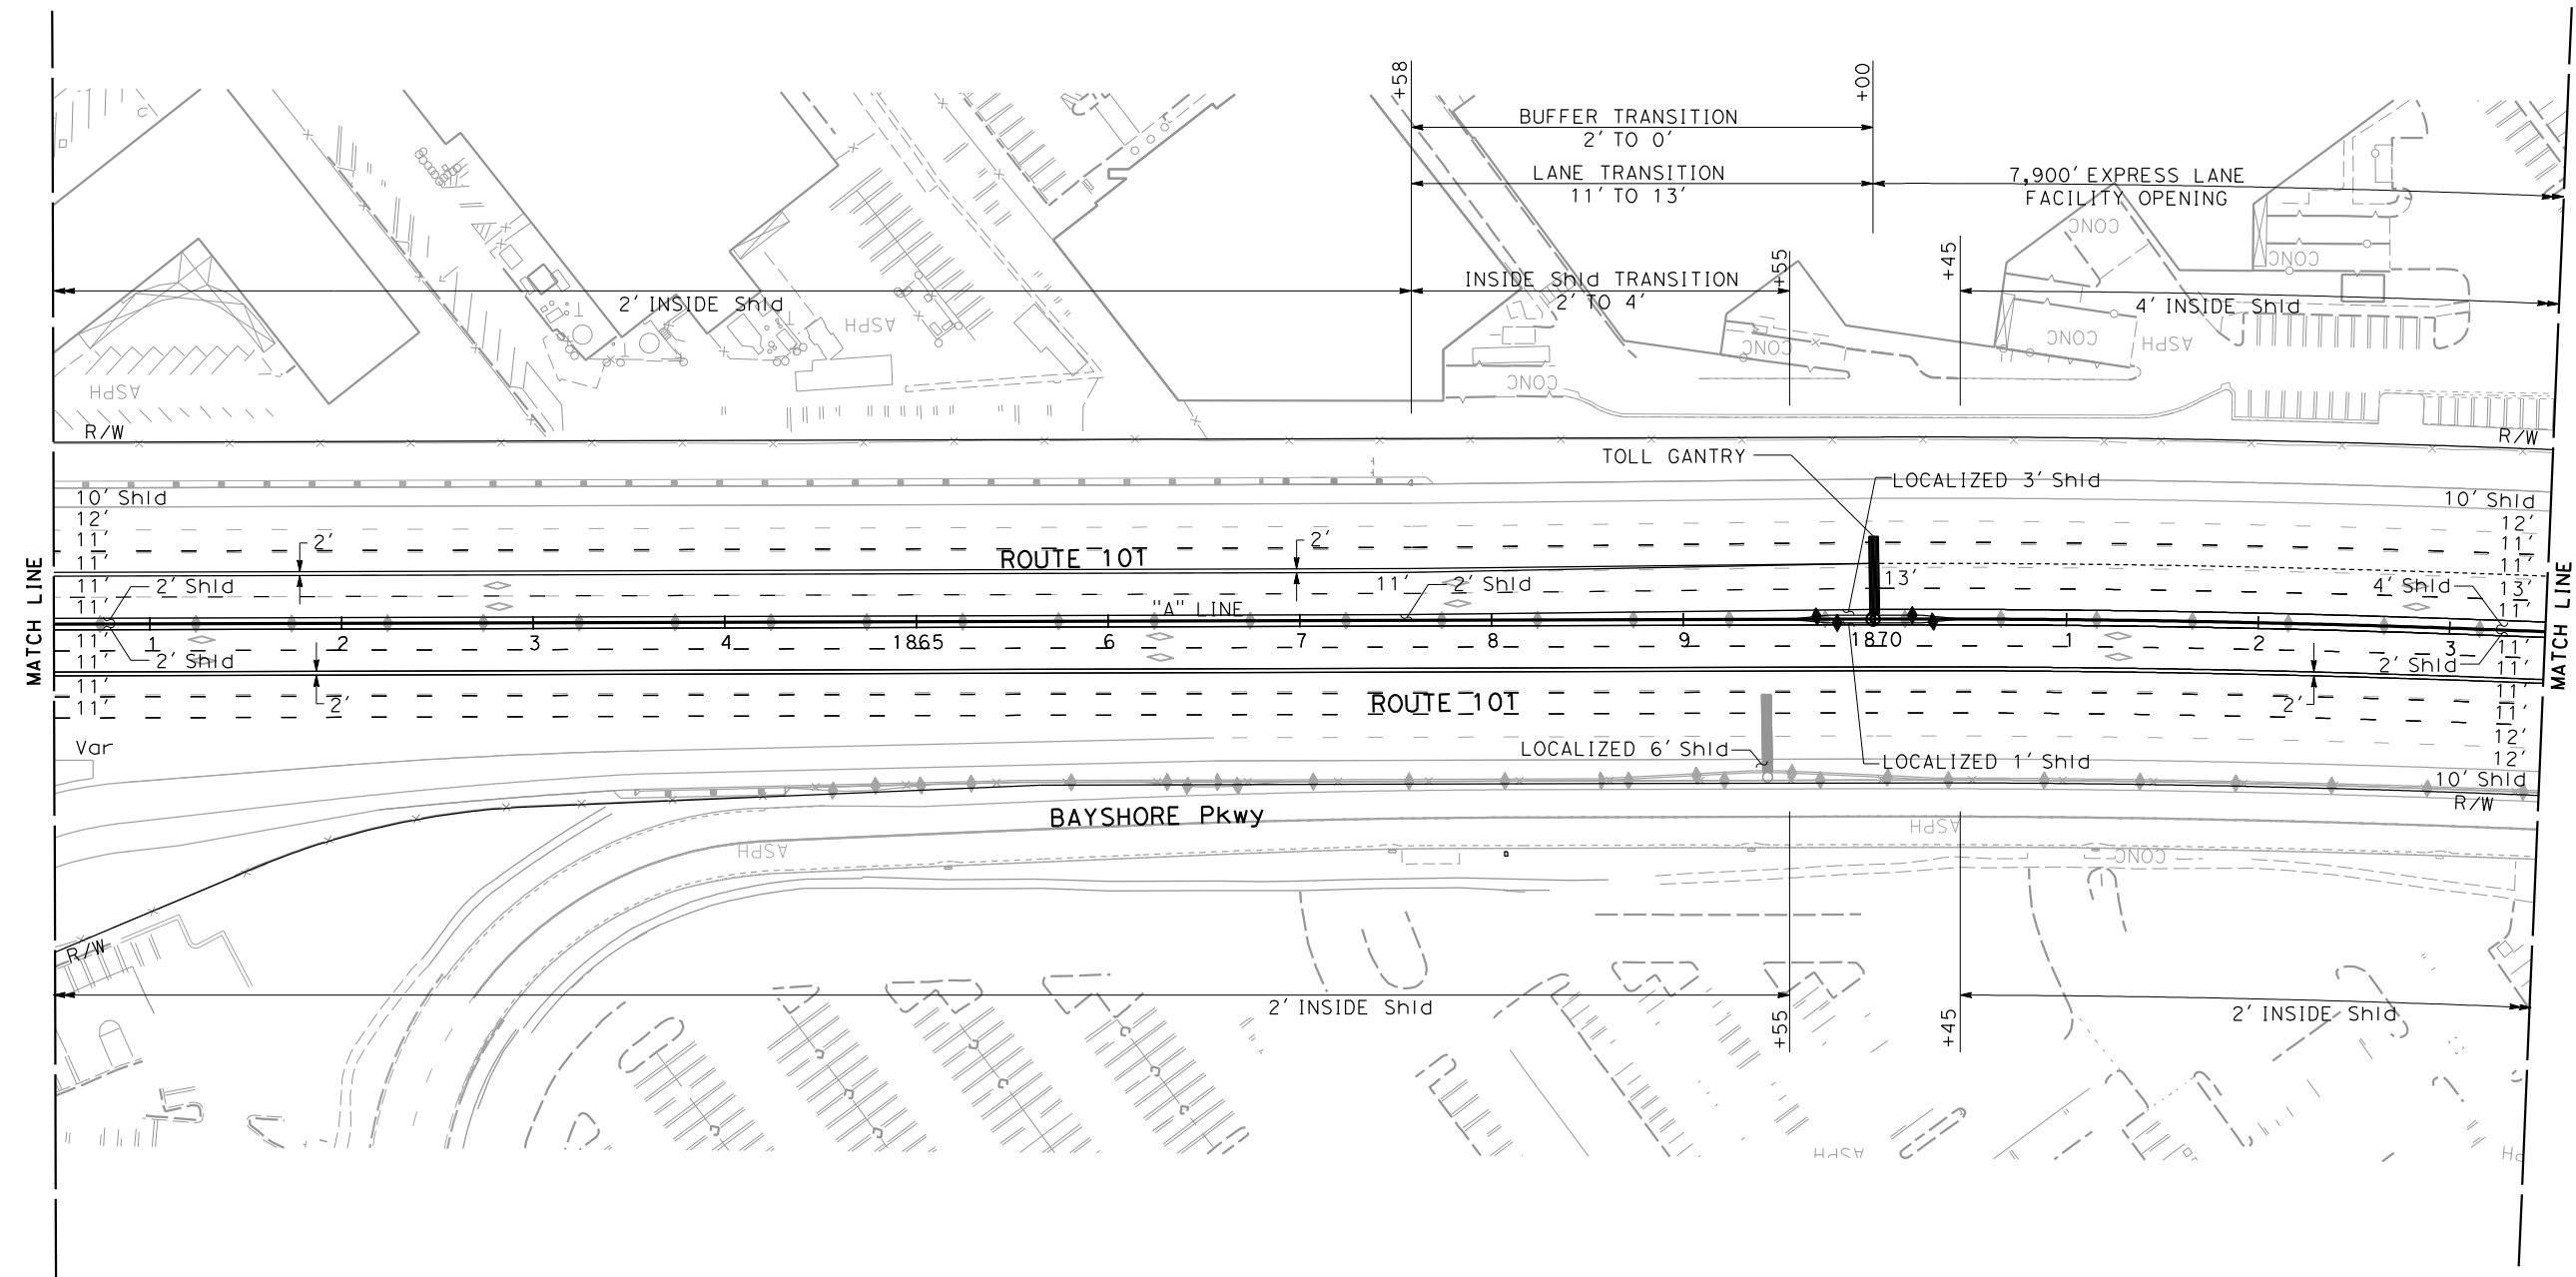 +58
+00
BUFFER TRANSITION
2' TO 0'
LANE TRANSITION
11' TO 13'
7,900' EXPRESS LANE
FACILITY OPENING
CONC
+55
+45
CONC
INSIDE Shld TRANSITION
2' TO 4'
2' INSIDE Shld
4' INSIDE Shld
ASPH
CONC
CONC
ASPH
CONC
ASPH
R/W
R/W
TOLL GANTRY
LOCALIZED 3' Shld
10' Shld
10' Shld
12'
12'
11'
11'
2'
2'
ROUTE 101
11'
11'
11'
2' Shld
11'
2' Shld
13'
4' Shld
13'
11'
"A" LINE
11'
MATCH LINE
MATCH LINE
11'
1
2
3
4
1865
6
7
8
9
1870
1
2
3
11'
11'
2' Shld
2' Shld
11'
11'
11'
11'
2'
ROUTE 101
2'
11'
12'
Var
LOCALIZED 6' Shld
LOCALIZED 1' Shld
12'
10' Shld
R/W
BAYSHORE Pkwy
ASPH
ASPH
CONC
R/W
2' INSIDE Shld
2' INSIDE Shld
+55
+45
ASPH